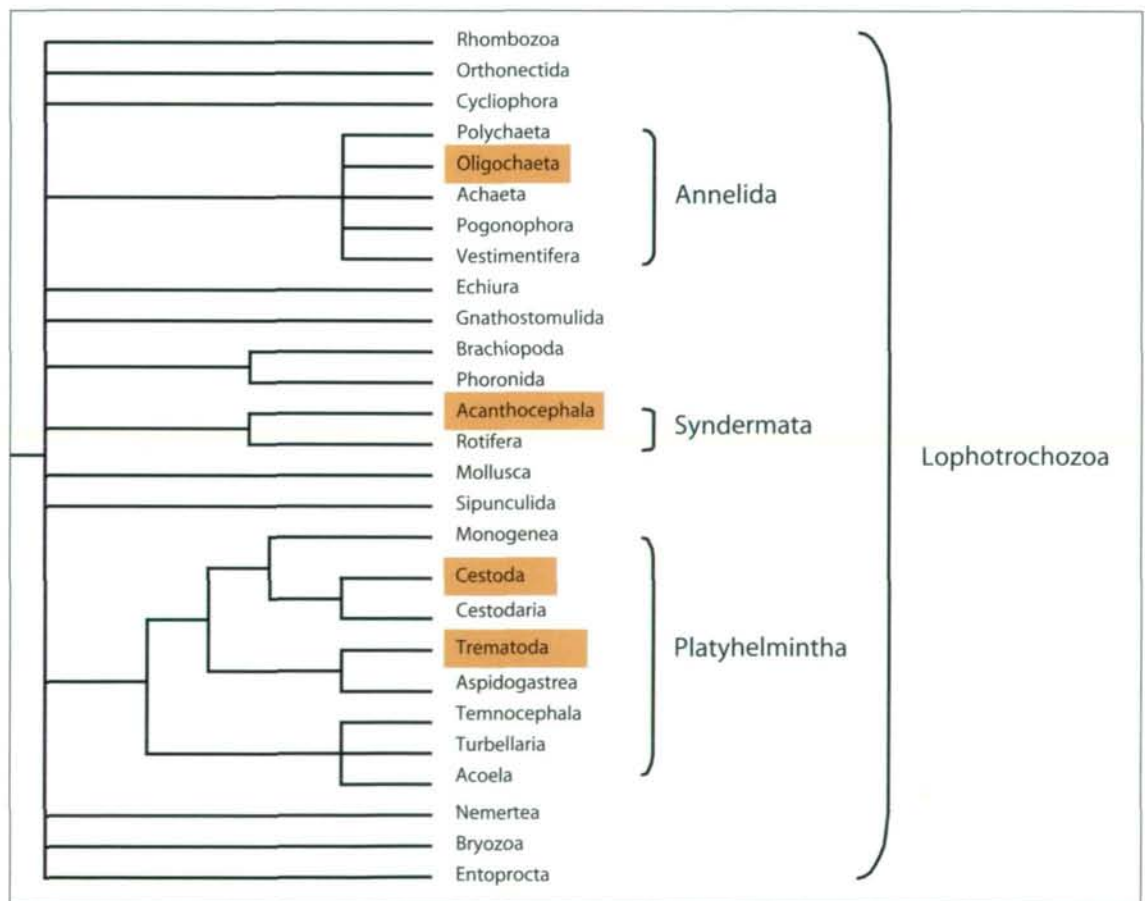 Rhombozoa
Orthonectida
Cycliophora
Polychaeta
Oligochaeta
Achaeta
Pogonophora
Vestimentifera
Annelida
Echiura
Gnathostomulida
Brachiopoda
Phoronida
Acanthocephala
Rotifera
Syndermata
Mollusca
Sipunculida
Monogenea
Cestoda
Cestodaria
Trematoda
Aspidogastrea
Temnocephala
Turbellaria
Acoela
Platyhelmintha
Nemertea
Bryozoa
Entoprocta
Lophotrochozoa